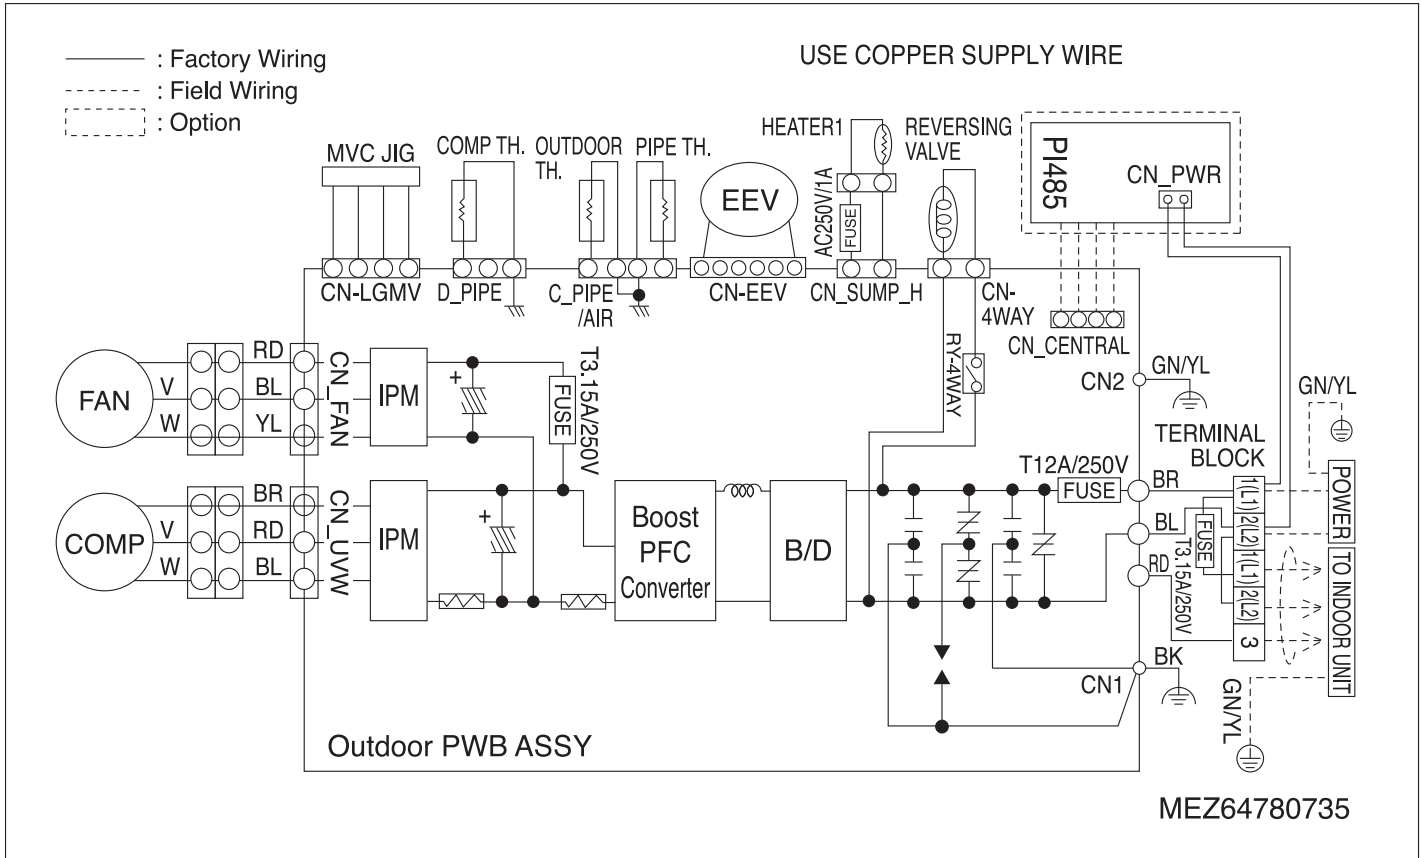 : Factory Wiring
: Field Wiring
: Option
USE COPPER SUPPLY WIRE
MVC JIG
COMP TH.
OUTDOOR
TH.
PIPE TH.
EEV
HEATER1
AC250V/1A
FUSE
REVERSING
VALVE
PI485
CN_PWR
CN-LGMV
D_PIPE
C_PIPE
/AIR
CN-EEV
CN_SUMP_H
CN-
4WAY
CN_CENTRAL
FAN
V
W
RD
BL
YL
CN_FAN
IPM
+
FUSE
T3.15A/250V
RY-4WAY
CN2
GN/YL
GN/YL
TERMINAL
BLOCK
T12A/250V
FUSE
BR
BL
RD
COMP
V
W
BR
RD
BL
CN_UVW
IPM
+
Boost
PFC
Converter
B/D
1(L1)
2(L2)
1(L1)
2(L2)
3
FUSE
T3.15A/250V
POWER
TO INDOOR UNIT
CN1
BK
GN/YL
Outdoor PWB ASSY
MEZ64780735